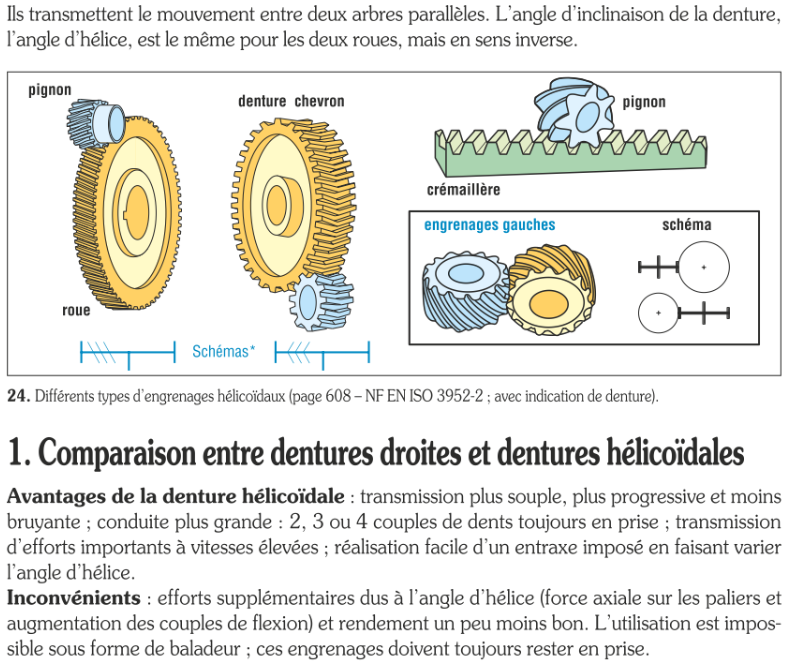 Ils transmettent le mouvement entre deux arbres parallèles. L'angle d'inclinaison de la denture,
l'angle d'hélice, est le même pour les deux roues, mais en sens inverse.
pignon
denture chevron
pignon
crémaillère
engrenages gauches
schéma
roue
Schémas*
24. Différents types d'engrenages hélicoïdaux (page 608 – NF EN ISO 3952-2 ; avec indication de denture).
1. Comparaison entre dentures droites et dentures hélicoïdales
Avantages de la denture hélicoïdale : transmission plus souple, plus progressive et moins
bruyante ; conduite plus grande : 2, 3 ou 4 couples de dents toujours en prise ; transmission
d'efforts importants à vitesses élevées ; réalisation facile d'un entraxe imposé en faisant varier
l'angle d'hélice.
Inconvénients : efforts supplémentaires dus à l'angle d'hélice (force axiale sur les paliers et
augmentation des couples de flexion) et rendement un peu moins bon. L'utilisation est impos-
sible sous forme de baladeur ; ces engrenages doivent toujours rester en prise.